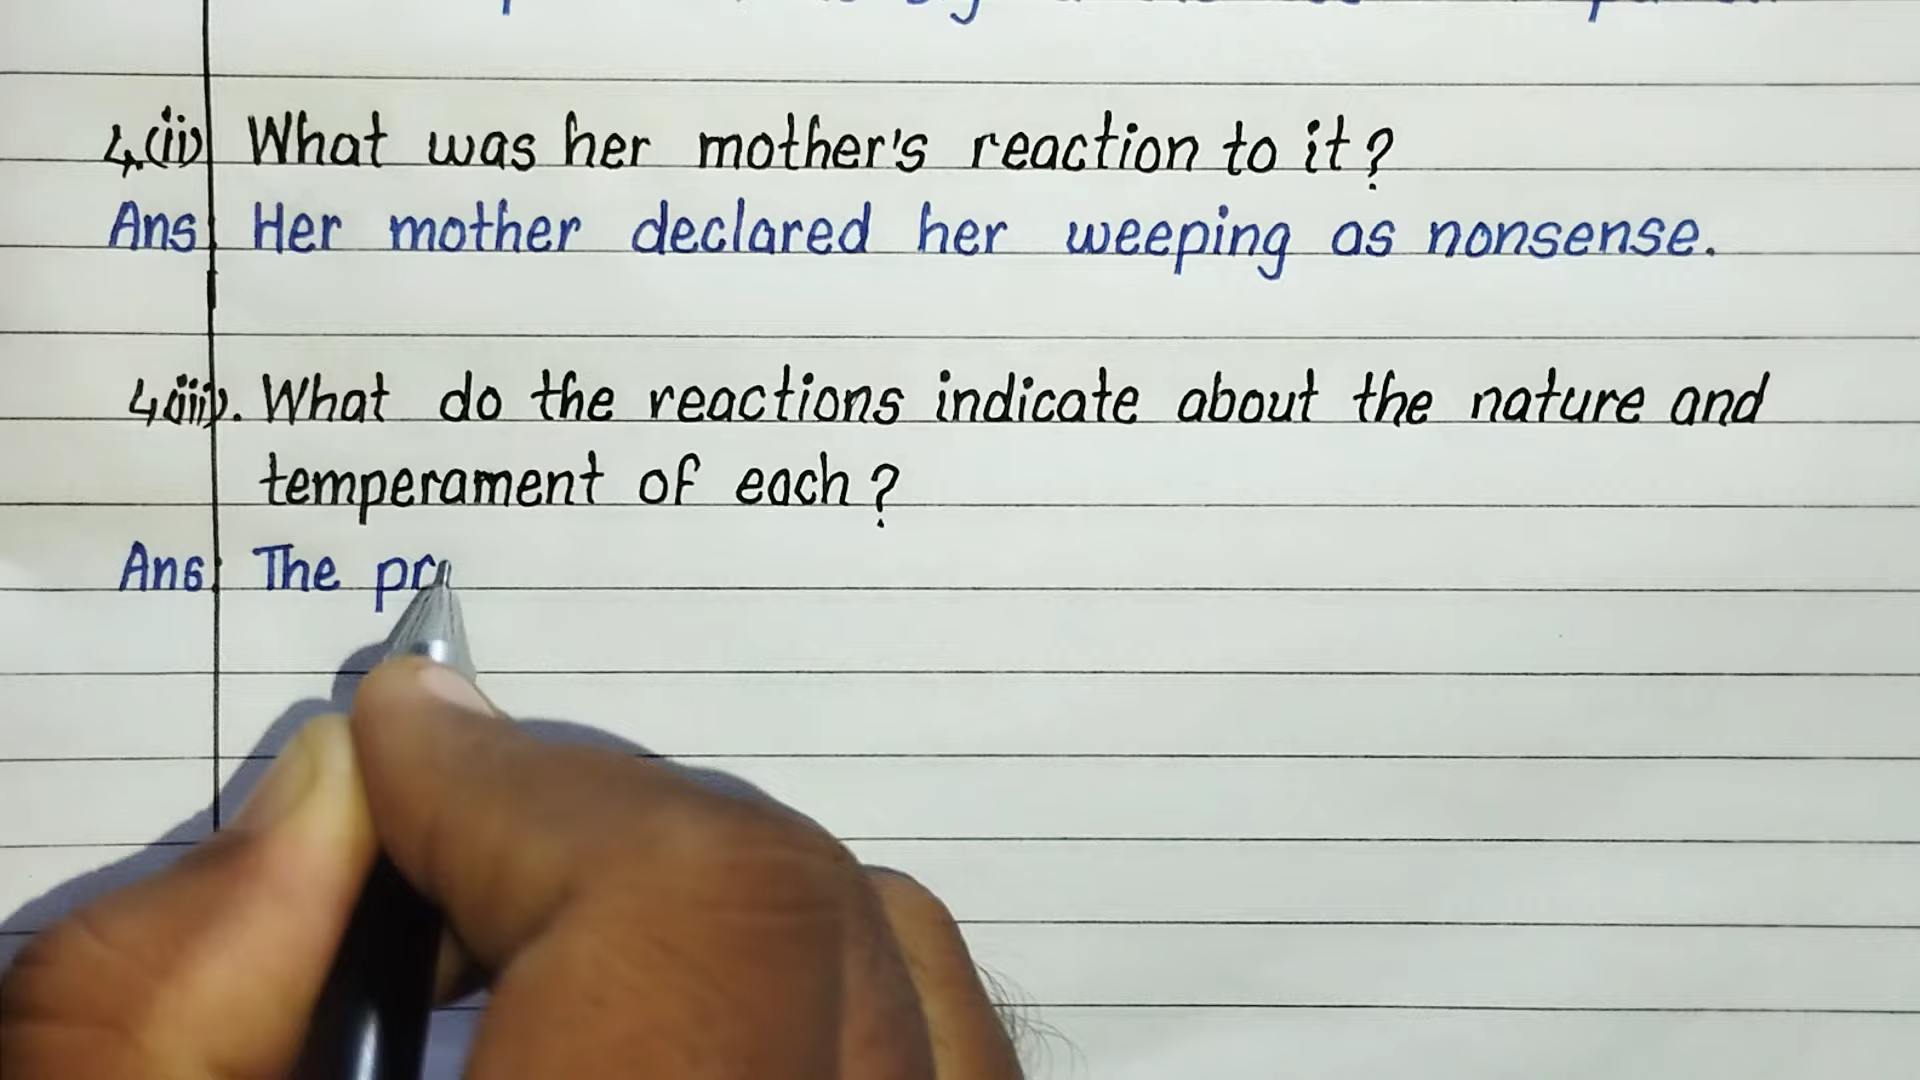 4.(ii) What was her mother's reaction to it?
Ans Her mother declared her weeping as nonsense.
4(iii). What do the reactions indicate about the nature and
temperament of each?
Ans The pr